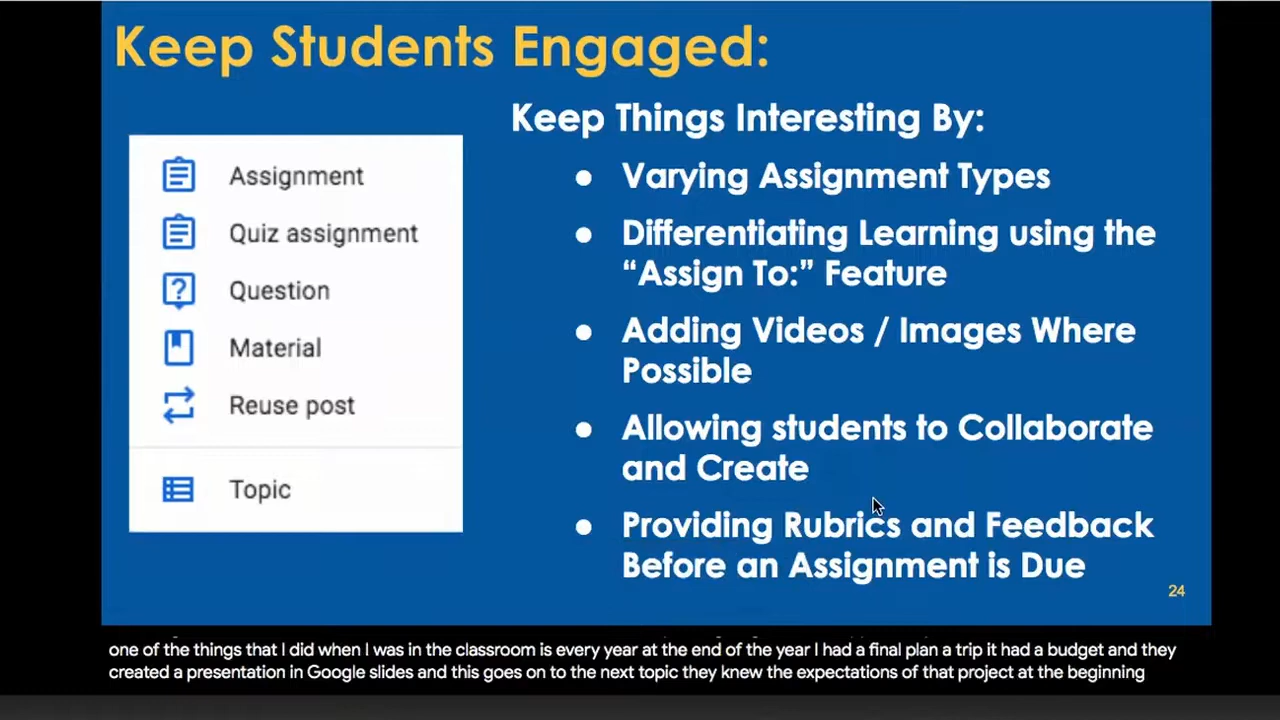 Keep Students Engaged:
Keep Things Interesting By:
Assignment
Quiz assignment
Question
Material
Reuse post
Topic
● Varying Assignment Types
● Differentiating Learning using the
“Assign To:” Feature
● Adding Videos / Images Where
Possible
● Allowing students to Collaborate
and Create
● Providing Rubrics and Feedback
Before an Assignment is Due
24
one of the things that I did when I was in the classroom is every year at the end of the year I had a final plan a trip it had a budget and they
created a presentation in Google slides and this goes on to the next topic they knew the expectations of that project at the beginning